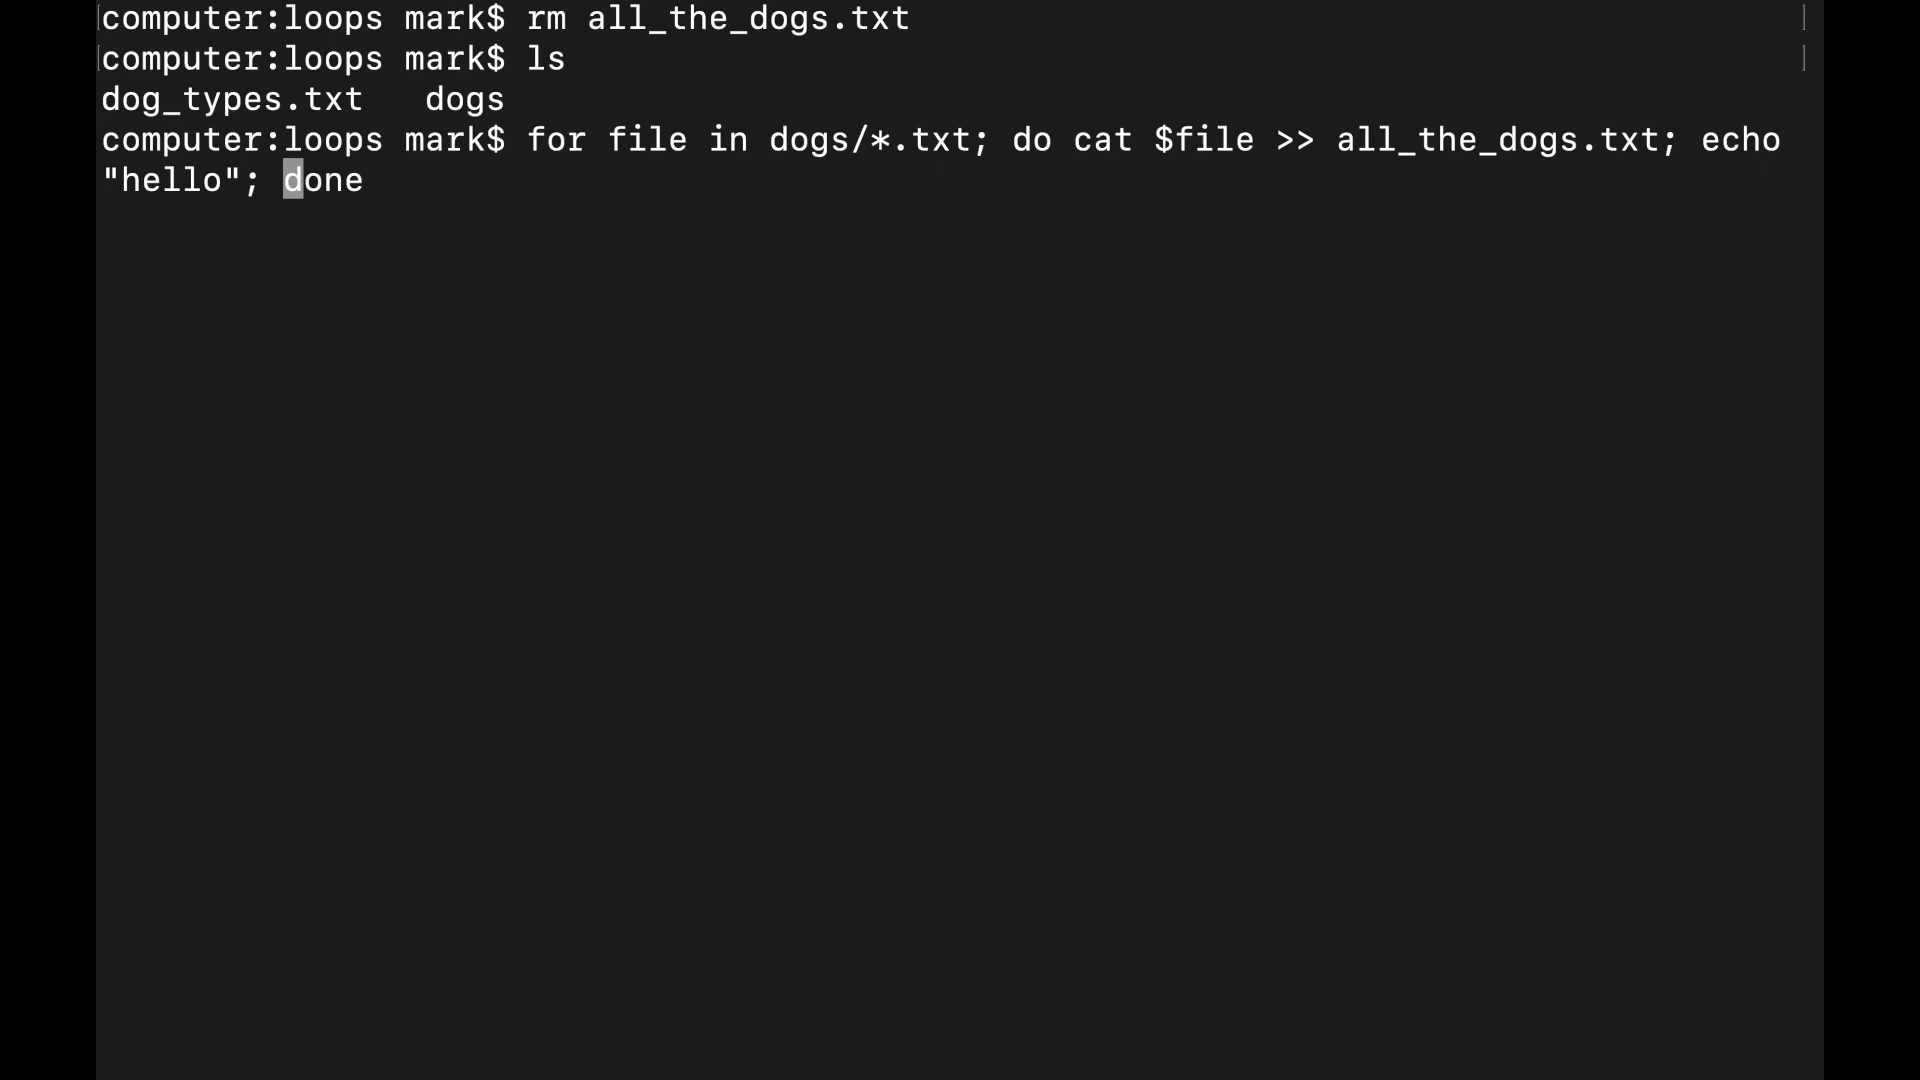 computer:loops mark$ rm all_the_dogs.txt
computer:loops mark$ ls
dog_types.txt   dogs
computer:loops mark$ for file in dogs/*.txt; do cat $file >> all_the_dogs.txt; echo
"hello"; done